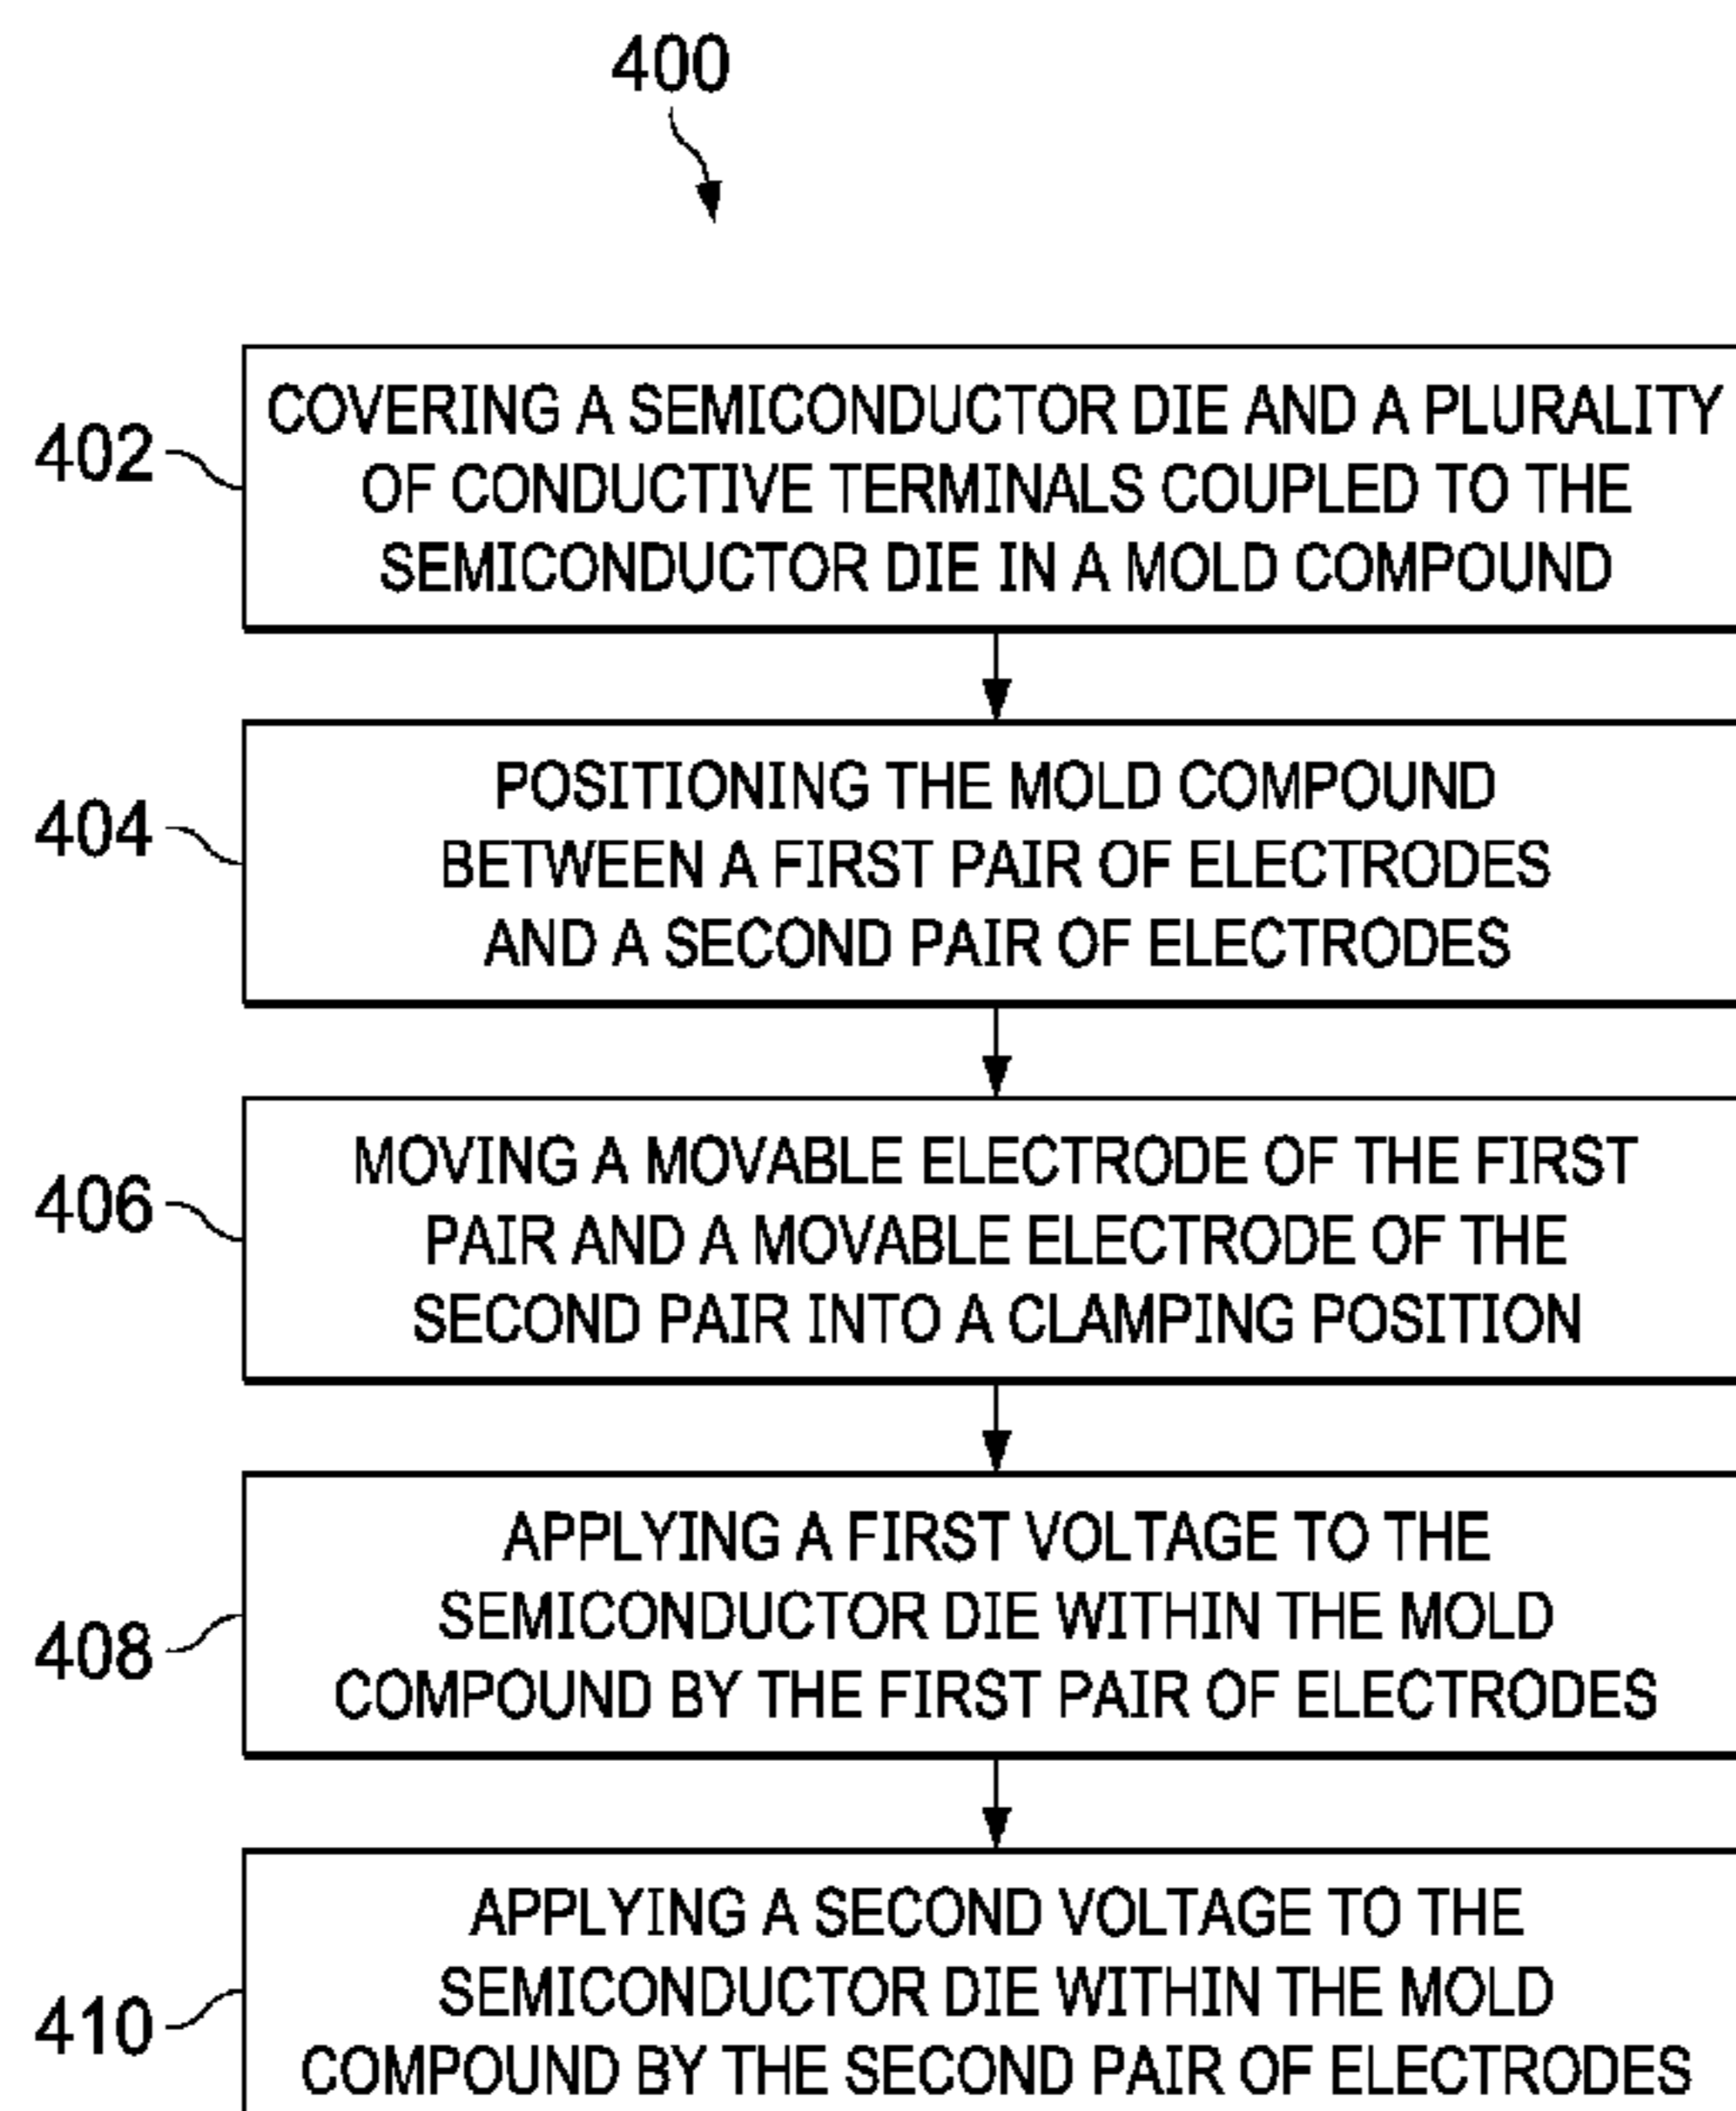 400
402
COVERING A SEMICONDUCTOR DIE AND A PLURALITY
OF CONDUCTIVE TERMINALS COUPLED TO THE
SEMICONDUCTOR DIE IN A MOLD COMPOUND
404
POSITIONING THE MOLD COMPOUND
BETWEEN A FIRST PAIR OF ELECTRODES
AND A SECOND PAIR OF ELECTRODES
406
MOVING A MOVABLE ELECTRODE OF THE FIRST
PAIR AND A MOVABLE ELECTRODE OF THE
SECOND PAIR INTO A CLAMPING POSITION
408
APPLYING A FIRST VOLTAGE TO THE
SEMICONDUCTOR DIE WITHIN THE MOLD
COMPOUND BY THE FIRST PAIR OF ELECTRODES
410
APPLYING A SECOND VOLTAGE TO THE
SEMICONDUCTOR DIE WITHIN THE MOLD
COMPOUND BY THE SECOND PAIR OF ELECTRODES